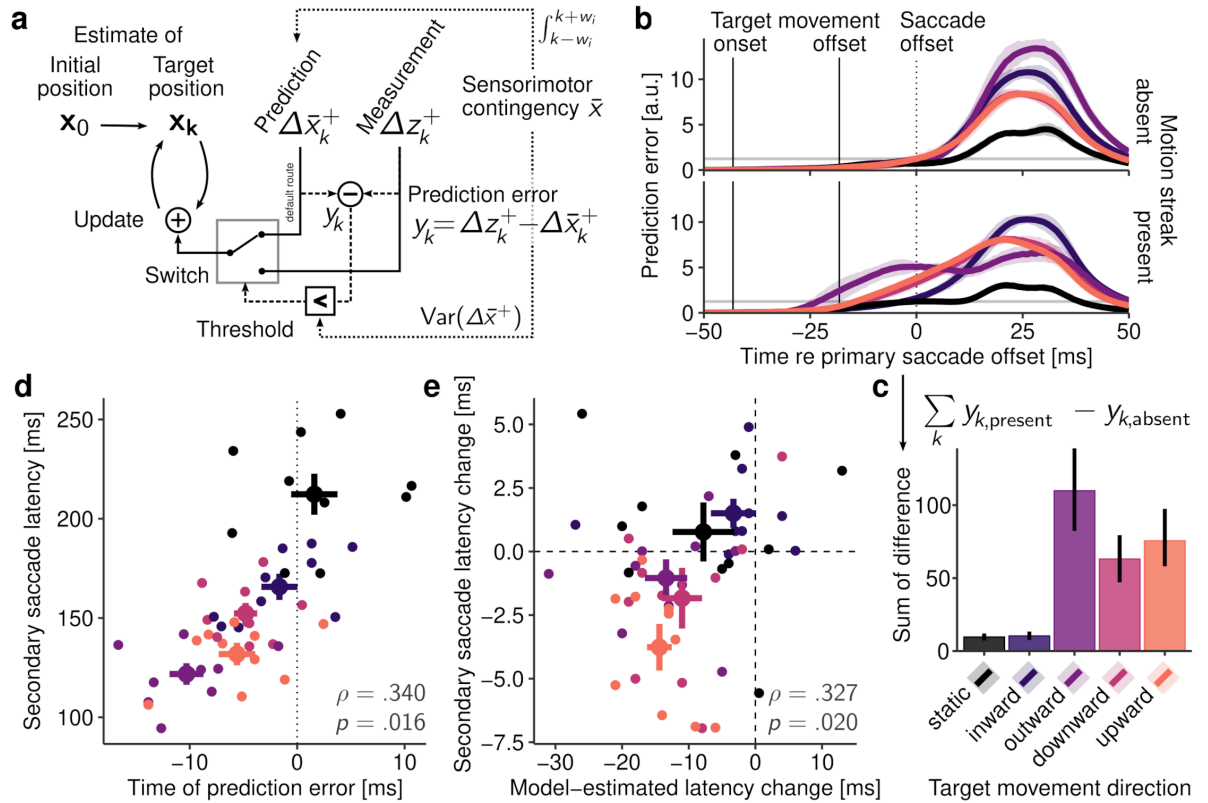 a
Estimate of
Initial position
Target position
x₀
xₖ
Update
+
Switch
Prediction
Δx̄ₖ⁺
Measurement
Δzₖ⁺
default route
−
yₖ
Prediction error
yₖ = Δzₖ⁺ − Δx̄ₖ⁺
<
Threshold
Var(Δx̄⁺)
∫ₖ₋wᵢ ᵏ⁺ʷⁱ
Sensorimotor
contingency x̄
b
Target movement
onset
offset
Saccade
offset
Prediction error [a.u.]
10
5
0
10
5
0
−50
−25
0
25
50
Time re primary saccade offset [ms]
absent
present
Motion streak
d
Secondary saccade latency [ms]
250
200
150
100
−10
0
10
Time of prediction error [ms]
ρ = .340
p = .016
e
Secondary saccade latency change [ms]
5.0
2.5
0.0
−2.5
−5.0
−7.5
−30
−20
−10
0
10
Model−estimated latency change [ms]
ρ = .327
p = .020
c
∑ₖ yₖ,present − yₖ,absent
Sum of difference
100
50
0
static
inward
outward
downward
upward
Target movement direction